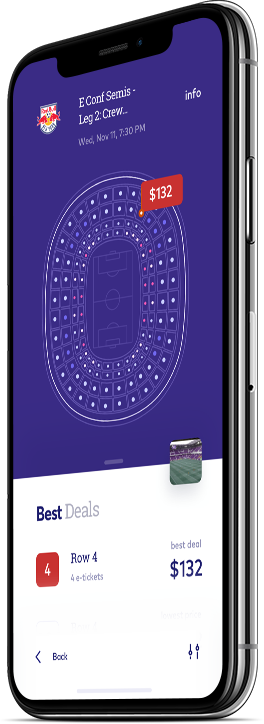 E Conf Semis -
info
Leg 2: Crew...
Wed, Nov 11, 7:30 PM
$132
Best Deals
best deal
4
Row 4
$132
4 e-tickets
Back